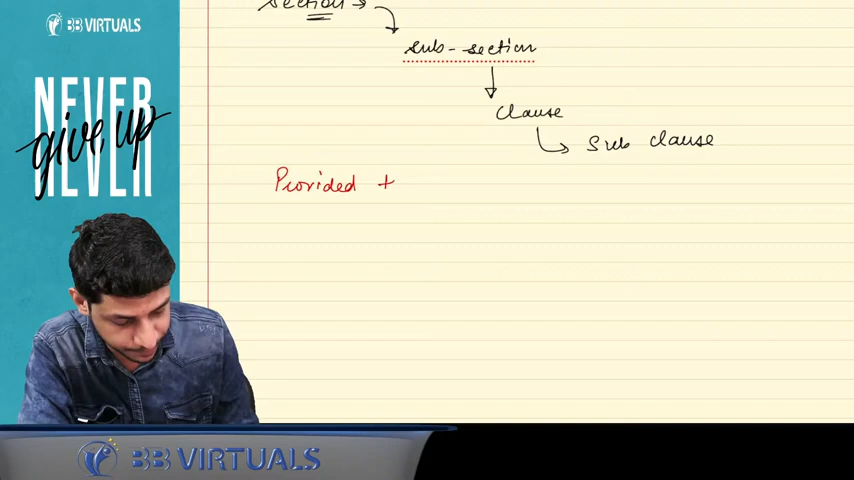 BB VIRTUALS
Section →
Sub-section
NEVER
give up
NEVER
Clause
Sub clause
Provided t
BB VIRTUALS